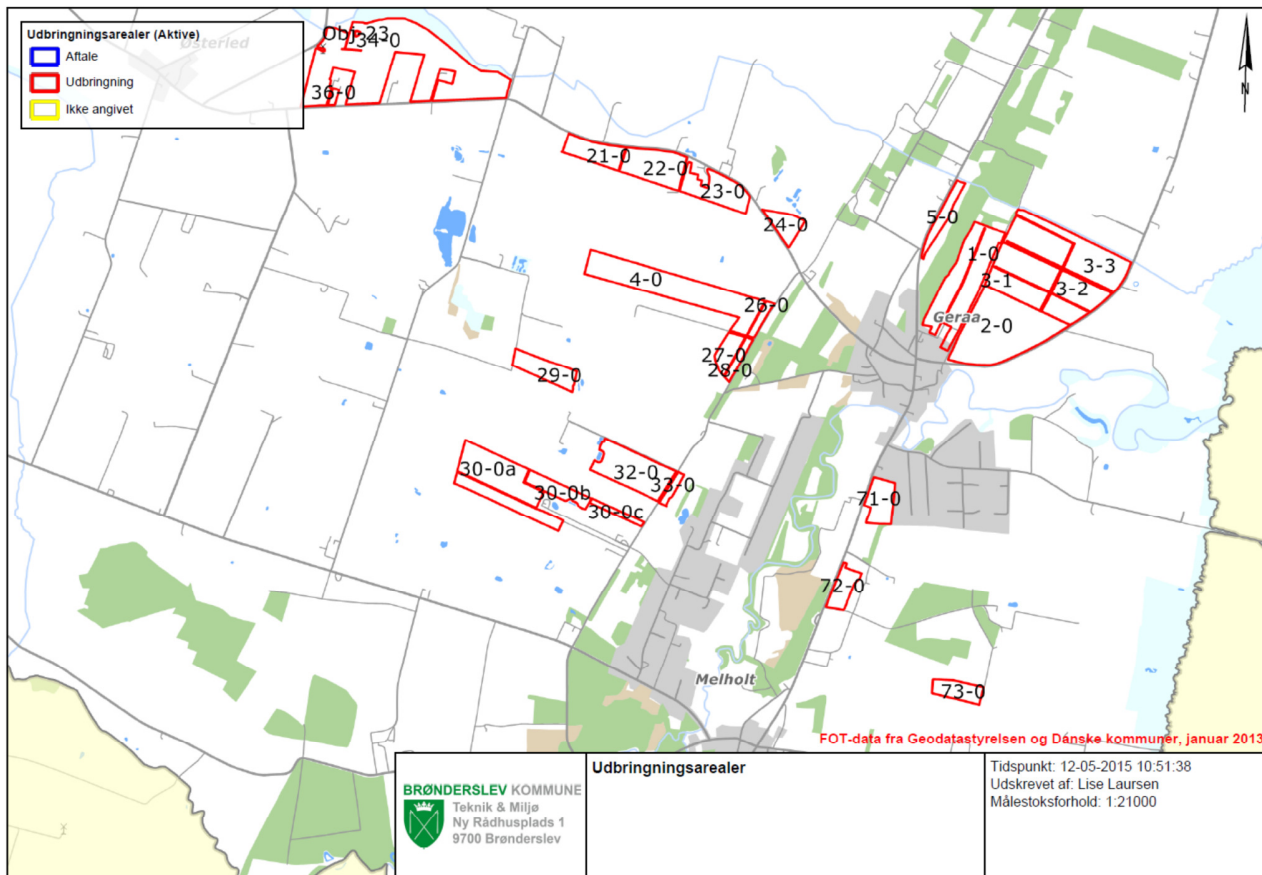 Udbringningsarealer (Aktive)
Aftale
Udbringning
Ikke angivet
Østerled
Obj-23
34-0
36-0
N
21-0
22-0
23-0
24-0
5-0
1-0
3-3
3-1
3-2
2-0
Geraa
4-0
26-0
27-0
28-0
29-0
30-0a
30-0b
30-0c
32-0
33-0
71-0
72-0
73-0
Melholt
FOT-data fra Geodatastyrelsen og Danske kommuner, januar 2013
BRØNDERSLEV KOMMUNE
Teknik & Miljø
Ny Rådhusplads 1
9700 Brønderslev
Udbringningsarealer
Tidspunkt: 12-05-2015 10:51:38
Udskrevet af: Lise Laursen
Målestoksforhold: 1:21000